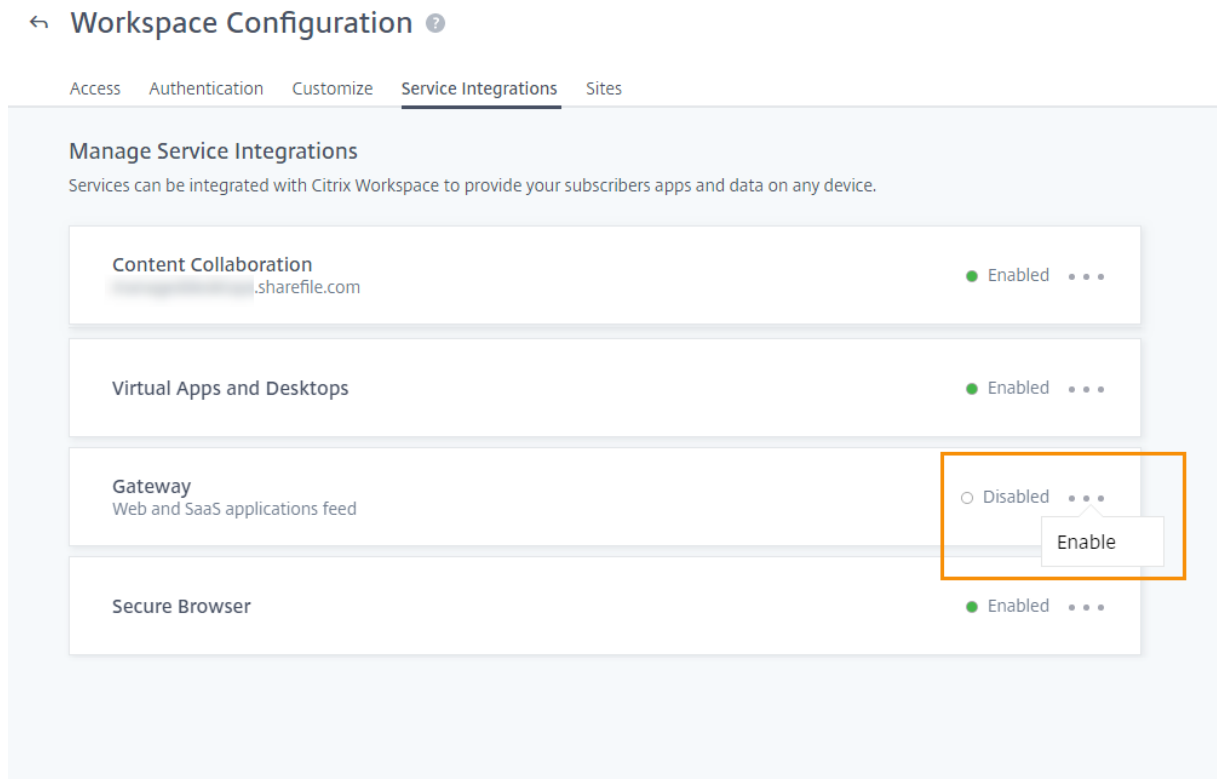 Workspace Configuration ?
Access Authentication Customize Service Integrations Sites
Manage Service Integrations
Services can be integrated with Citrix Workspace to provide your subscribers apps and data on any device.
Content Collaboration
.sharefile.com
Enabled
Virtual Apps and Desktops
Enabled
Gateway
Web and SaaS applications feed
Disabled
Enable
Secure Browser
Enabled